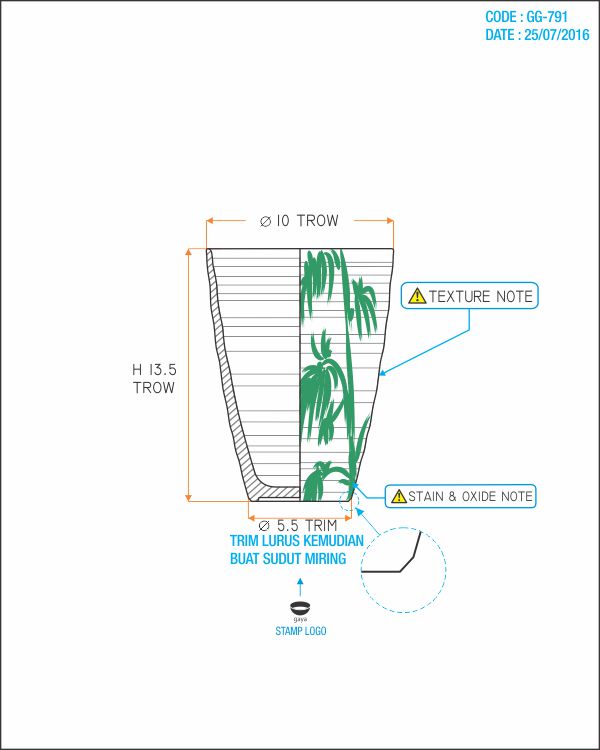 CODE : GG-791
DATE : 25/07/2016
Ø 10 TROW
TEXTURE NOTE
H 13.5
TROW
STAIN & OXIDE NOTE
Ø 5.5 TRIM
TRIM LURUS KEMUDIAN
BUAT SUDUT MIRING
gaya
STAMP LOGO